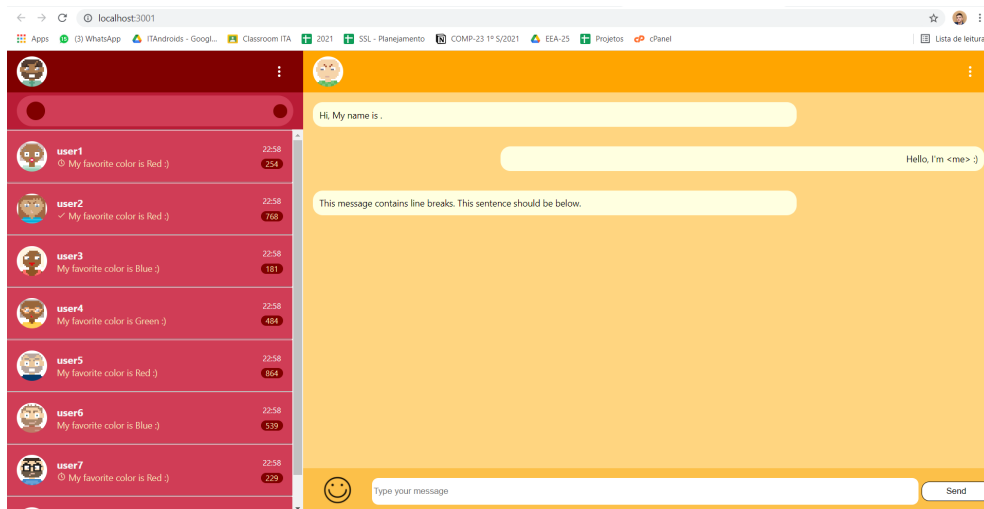 localhost:3001
Apps (3) WhatsApp ITAndroids - Googl... Classroom ITA 2021 SSL - Planejamento COMP-23 1º S/2021 EEA-25 Projetos cPanel Lista de leitura
user1 22:58
My favorite color is Red :) 254
user2 22:58
My favorite color is Red :) 768
user3 22:58
My favorite color is Blue :) 181
user4 22:58
My favorite color is Green :) 484
user5 22:58
My favorite color is Red :) 864
user6 22:58
My favorite color is Blue :) 539
user7 22:58
My favorite color is Red :) 229
Hi, My name is .
Hello, I'm <me> :)
This message contains line breaks. This sentence should be below.
Type your message
Send